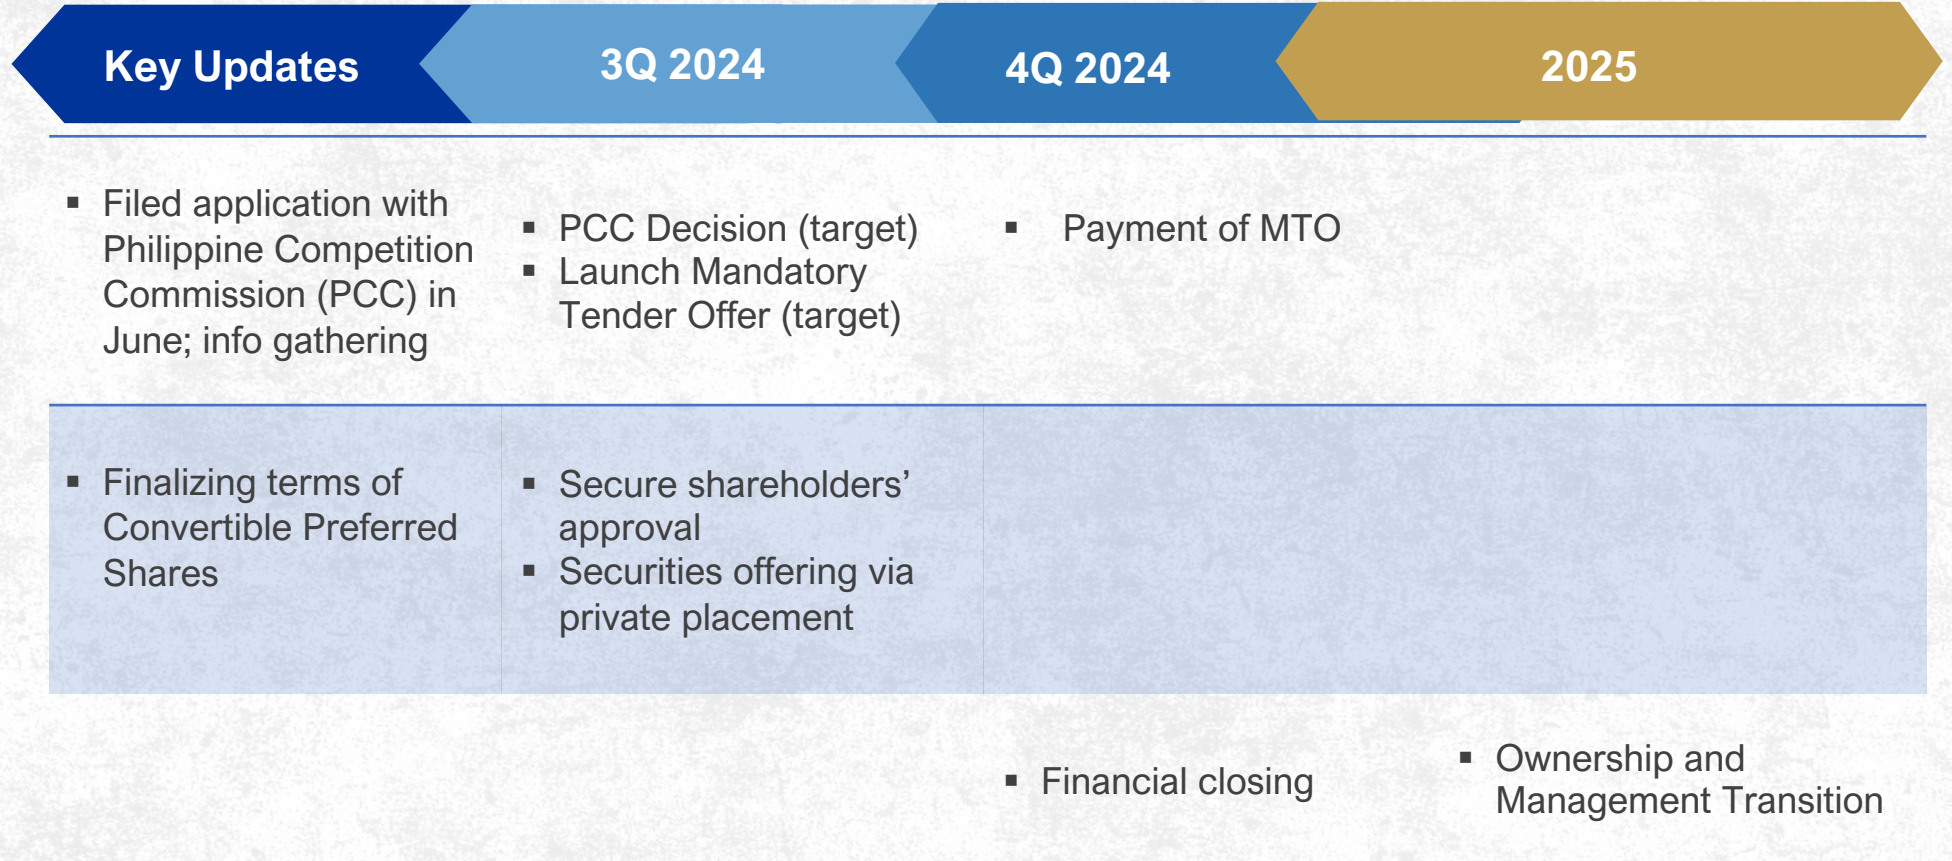 Key Updates
3Q 2024
4Q 2024
2025
▪ Filed application with
Philippine Competition
Commission (PCC) in
June; info gathering
▪ PCC Decision (target)
▪ Launch Mandatory
Tender Offer (target)
▪ Payment of MTO
▪ Finalizing terms of
Convertible Preferred
Shares
▪ Secure shareholders’
approval
▪ Securities offering via
private placement
▪ Financial closing
▪ Ownership and
Management Transition